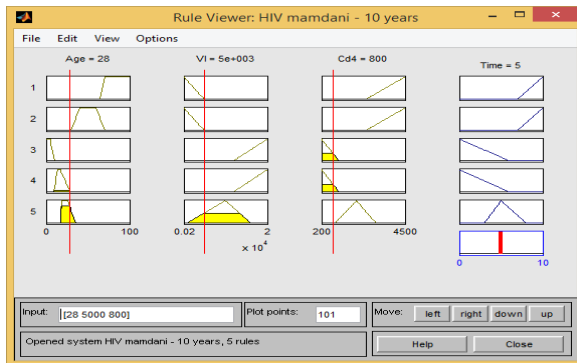 Rule Viewer: HIV mamdani - 10 years
File Edit View Options
Age = 28 Vl = 5e+003 Cd4 = 800 Time = 5
1
2
3
4
5
0 100 0.02 2 200 4500
x 10^4
0 10
Input: [28 5000 800] Plot points: 101 Move: left right down up
Opened system HIV mamdani - 10 years, 5 rules Help Close